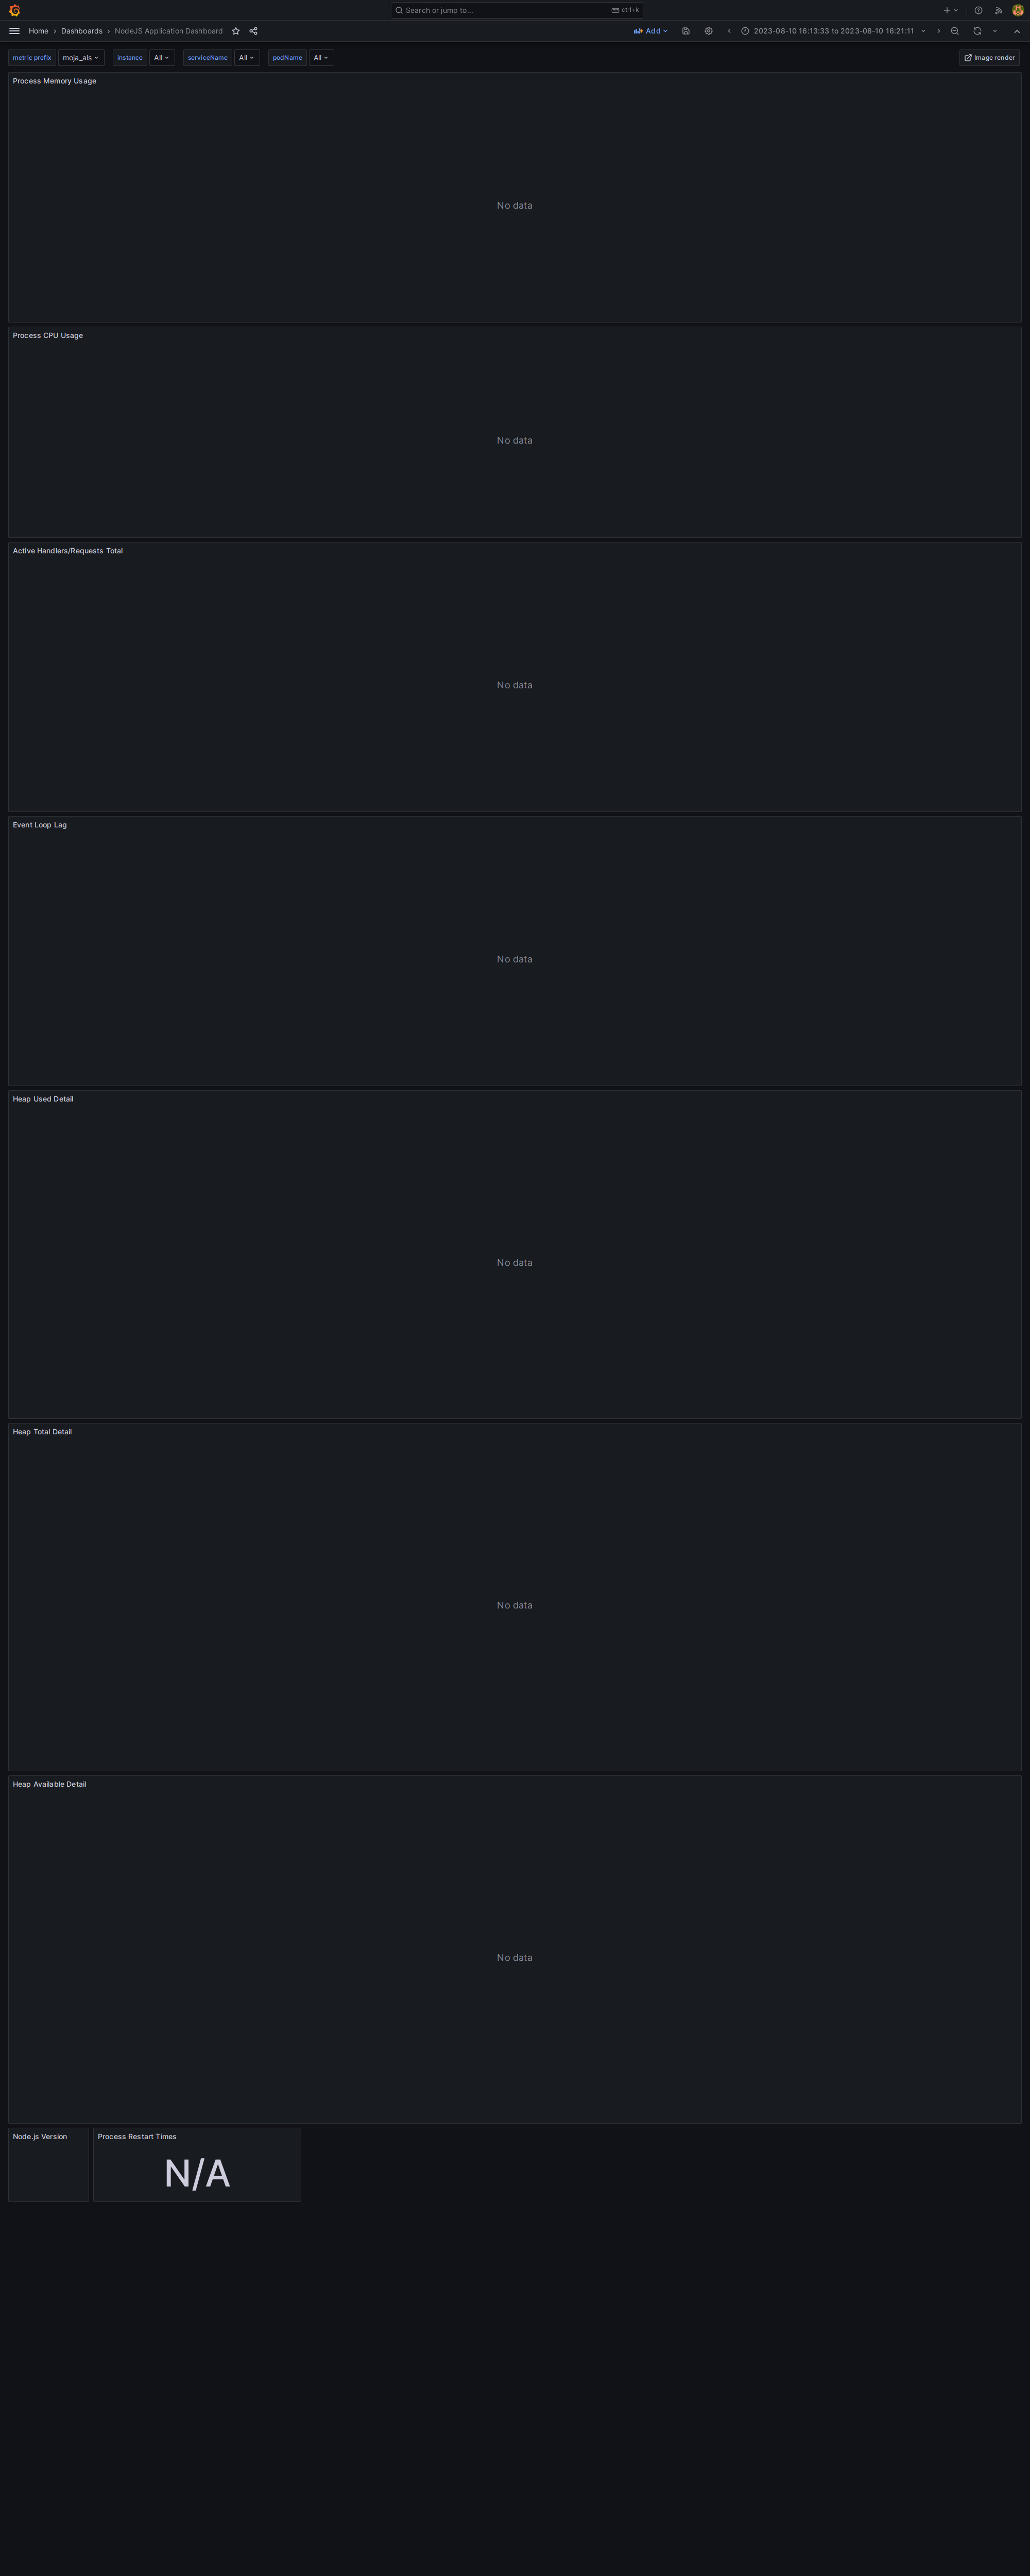 Search or jump to... ctrl+k
Home › Dashboards › NodeJS Application Dashboard Add 2023-08-10 16:13:33 to 2023-08-10 16:21:11
metric prefix moja_als instance All serviceName All podName All Image render
Process Memory Usage
No data
Process CPU Usage
No data
Active Handlers/Requests Total
No data
Event Loop Lag
No data
Heap Used Detail
No data
Heap Total Detail
No data
Heap Available Detail
No data
Node.js Version Process Restart Times
N/A